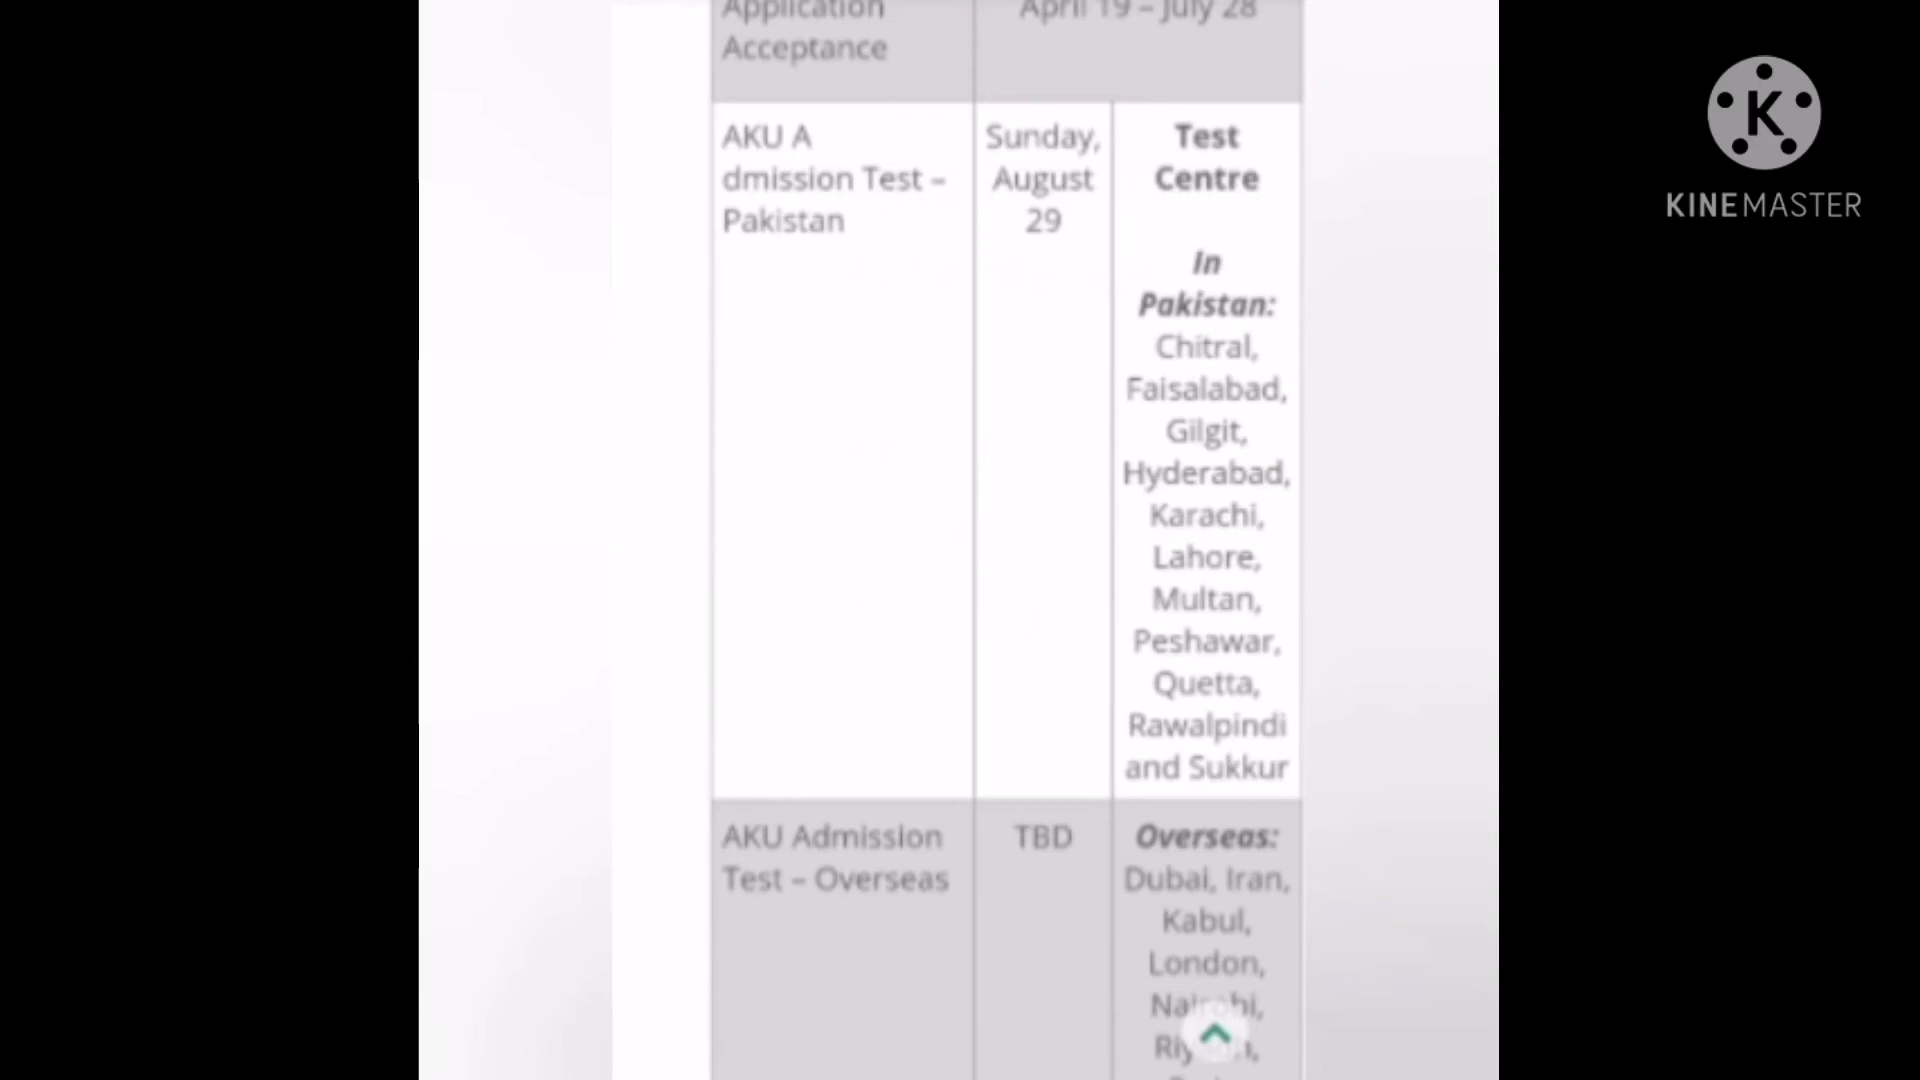 Application
Acceptance
April 19 – July 28
AKU A
dmission Test –
Pakistan
Sunday,
August
29
Test
Centre
In
Pakistan:
Chitral,
Faisalabad,
Gilgit,
Hyderabad,
Karachi,
Lahore,
Multan,
Peshawar,
Quetta,
Rawalpindi
and Sukkur
AKU Admission
Test – Overseas
TBD
Overseas:
Dubai, Iran,
Kabul,
London,
Nairobi,
K
KINEMASTER